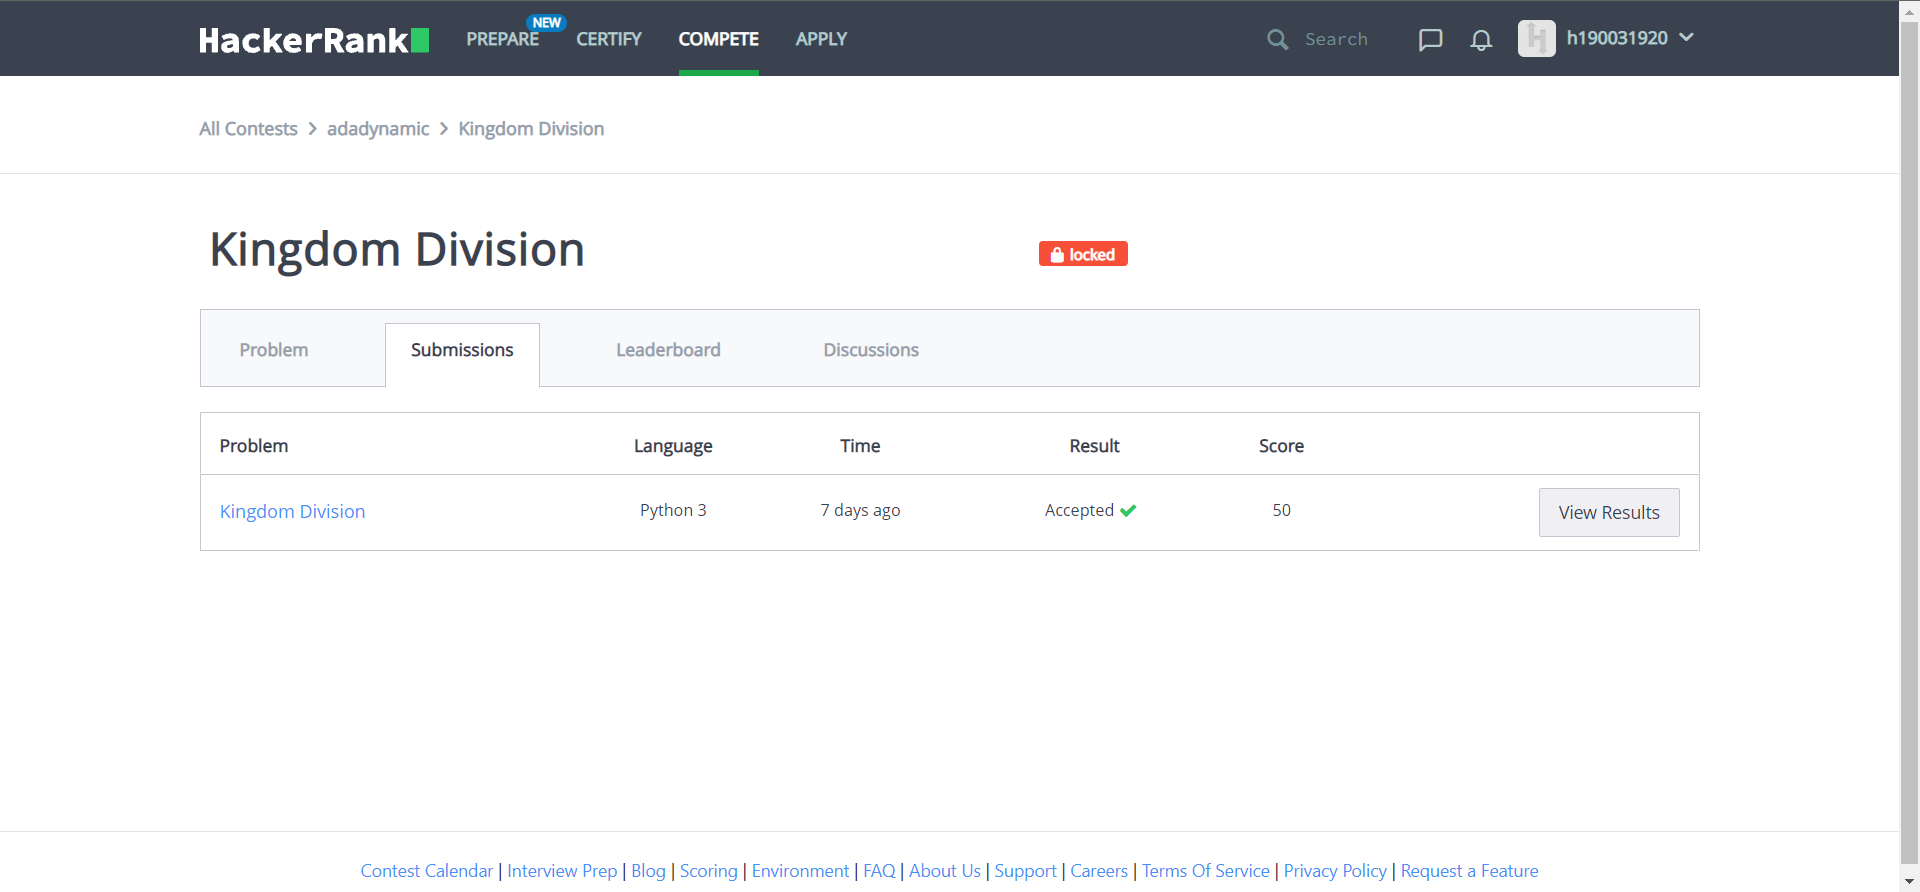 HackerRank PREPARE NEW CERTIFY COMPETE APPLY Search h190031920
All Contests > adadynamic > Kingdom Division
Kingdom Division locked
Problem Submissions Leaderboard Discussions
Problem Language Time Result Score
Kingdom Division Python 3 7 days ago Accepted 50 View Results
Contest Calendar | Interview Prep | Blog | Scoring | Environment | FAQ | About Us | Support | Careers | Terms Of Service | Privacy Policy | Request a Feature